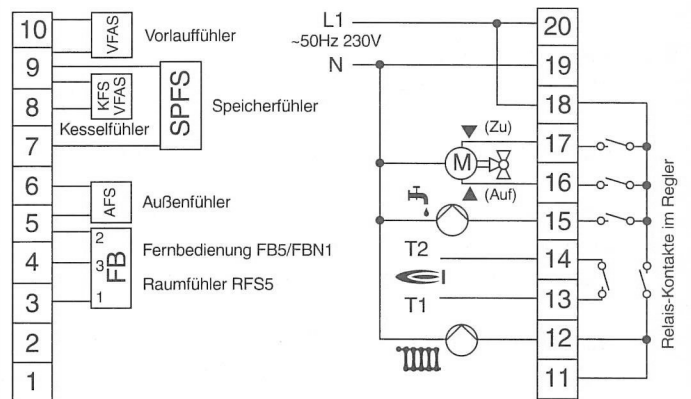 10
9
8
7
6
5
4
3
2
1
VFAS
Vorlauffühler
KFS
VFAS
Kesselfühler
SPFS
Speicherfühler
AFS
Außenfühler
2
3
1
FB
Fernbedienung FB5/FBN1
Raumfühler RFS5
L1
~50Hz 230V
N
(Zu)
M
(Auf)
T2
T1
20
19
18
17
16
15
14
13
12
11
Relais-Kontakte im Regler